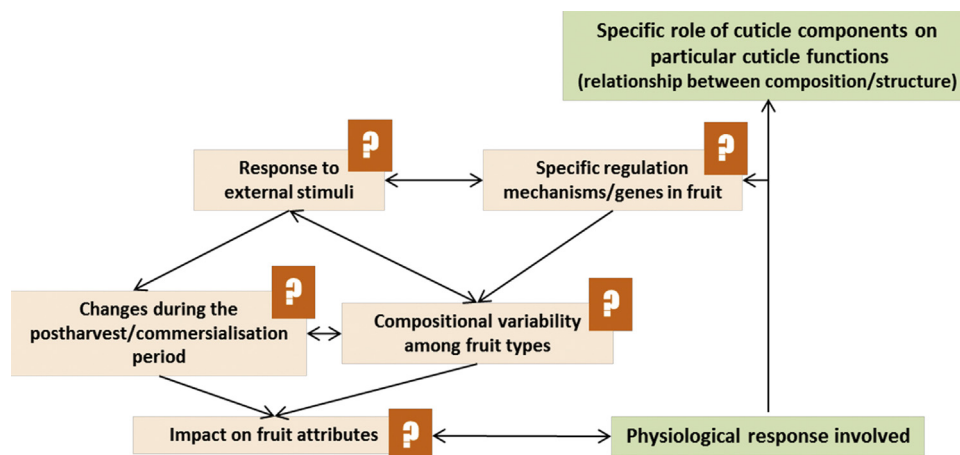 Specific role of cuticle components on
particular cuticle functions
(relationship between composition/structure)
?
?
Response to
external stimuli
Specific regulation
mechanisms/genes in fruit
?
?
Changes during the
postharvest/commersialisation
period
Compositional variability
among fruit types
?
Impact on fruit attributes
Physiological response involved